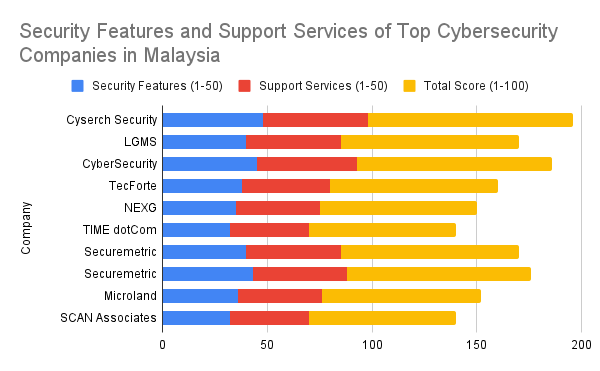 Security Features and Support Services of Top Cybersecurity
Companies in Malaysia
Security Features (1-50) Support Services (1-50) Total Score (1-100)
Company
Cyserch Security
LGMS
CyberSecurity
TecForte
NEXG
TIME dotCom
Securemetric
Securemetric
Microland
SCAN Associates
0 50 100 150 200